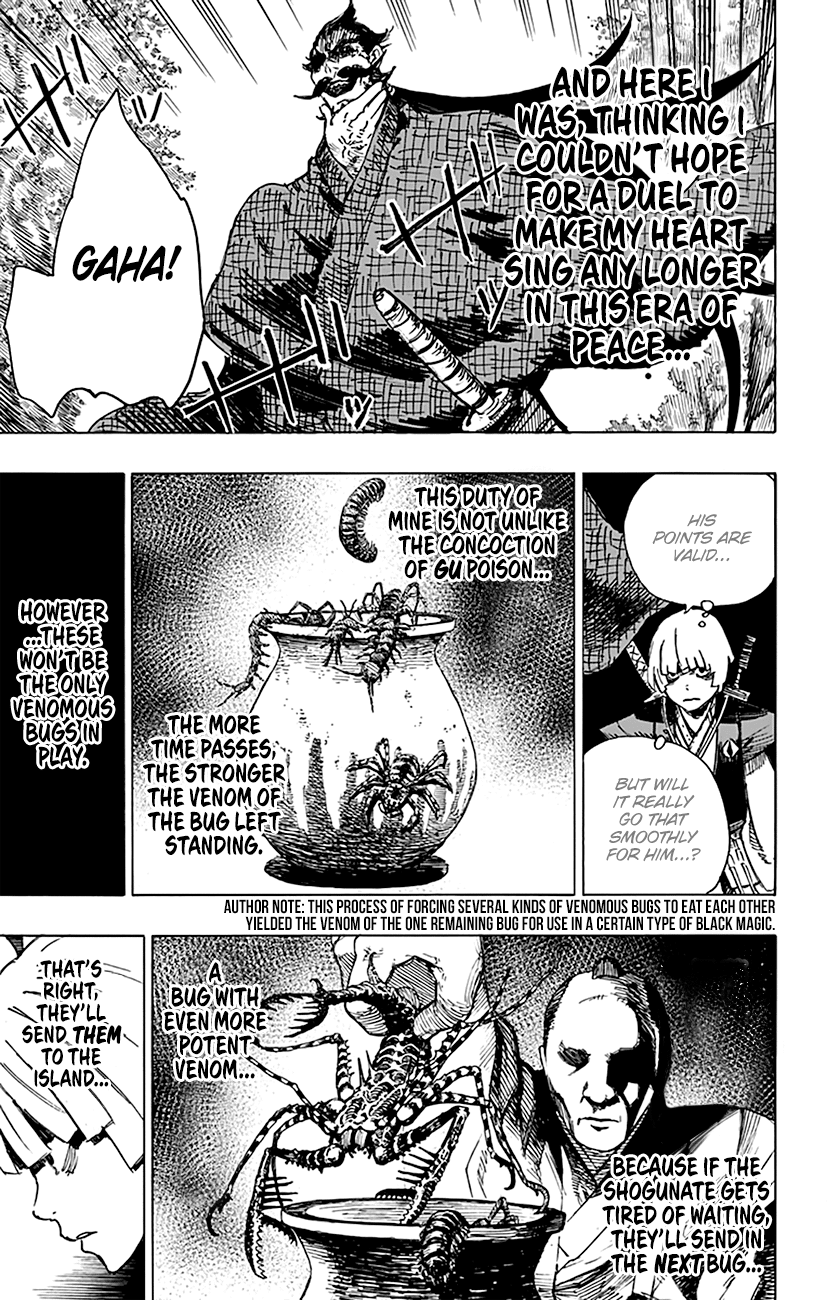 AND HERE I
WAS, THINKING I
COULDN'T HOPE
FOR A DUEL TO
MAKE MY HEART
SING ANY LONGER
IN THIS ERA OF
PEACE...
GAHA!
HIS
POINTS ARE
VALID...
BUT WILL
IT REALLY
GO THAT
SMOOTHLY
FOR HIM...?
THIS DUTY OF
MINE IS NOT UNLIKE
THE CONCOCTION
OF GU POISON...
THE MORE
TIME PASSES,
THE STRONGER
THE VENOM OF
THE BUG LEFT
STANDING.
HOWEVER
...THESE
WON'T BE
THE ONLY
VENOMOUS
BUGS IN
PLAY.
AUTHOR NOTE: THIS PROCESS OF FORCING SEVERAL KINDS OF VENOMOUS BUGS TO EAT EACH OTHER
YIELDED THE VENOM OF THE ONE REMAINING BUG FOR USE IN A CERTAIN TYPE OF BLACK MAGIC.
BECAUSE IF THE
SHOGUNATE GETS
TIRED OF WAITING,
THEY'LL SEND IN
THE NEXT BUG...
A
BUG WITH
EVEN MORE
POTENT
VENOM...
THAT'S
RIGHT,
THEY'LL
SEND THEM
TO THE
ISLAND...